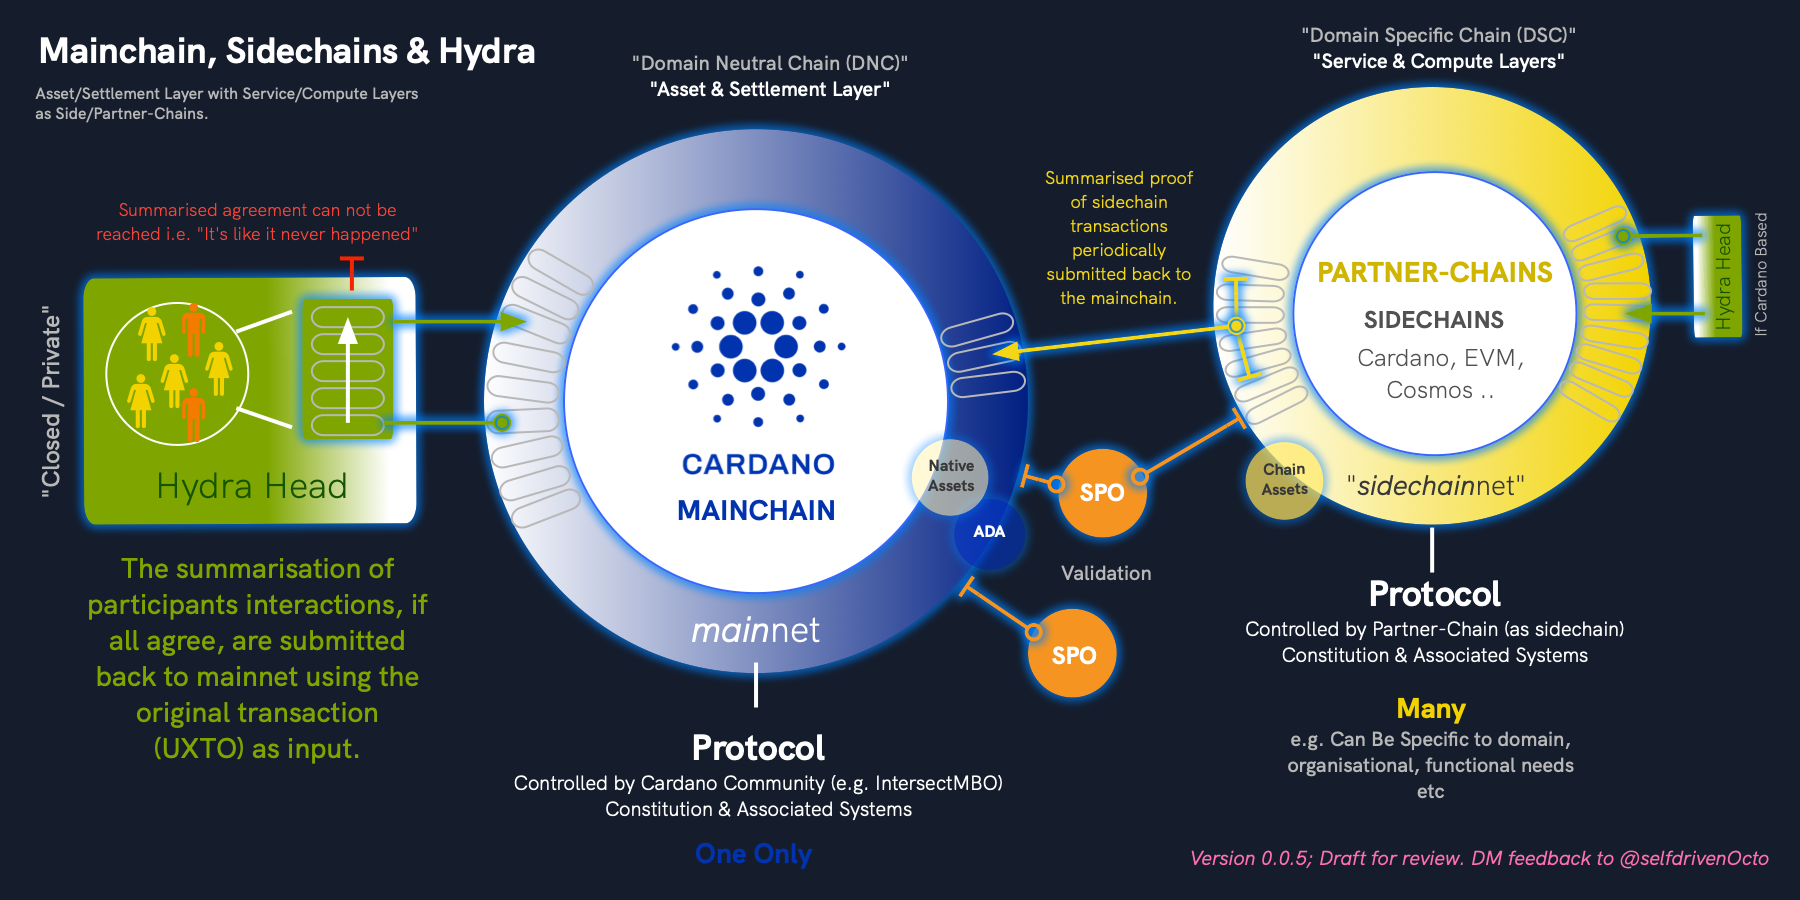 Mainchain, Sidechains & Hydra
Asset/Settlement Layer with Service/Compute Layers
as Side/Partner-Chains.
"Closed / Private"
Summarised agreement can not be
reached i.e. "It's like it never happened"
Hydra Head
The summarisation of
participants interactions, if
all agree, are submitted
back to mainnet using the
original transaction
(UXTO) as input.
"Domain Neutral Chain (DNC)"
"Asset & Settlement Layer"
CARDANO
MAINCHAIN
Native
Assets
ADA
mainnet
Protocol
Controlled by Cardano Community (e.g. IntersectMBO)
Constitution & Associated Systems
One Only
Summarised proof
of sidechain
transactions
periodically
submitted back to
the mainchain.
SPO
Validation
SPO
"Domain Specific Chain (DSC)"
"Service & Compute Layers"
PARTNER-CHAINS
SIDECHAINS
Cardano, EVM,
Cosmos ..
Chain
Assets
"sidechainnet"
Hydra Head
If Cardano Based
Protocol
Controlled by Partner-Chain (as sidechain)
Constitution & Associated Systems
Many
e.g. Can Be Specific to domain,
organisational, functional needs
etc
Version 0.0.5; Draft for review. DM feedback to @selfdrivenOcto